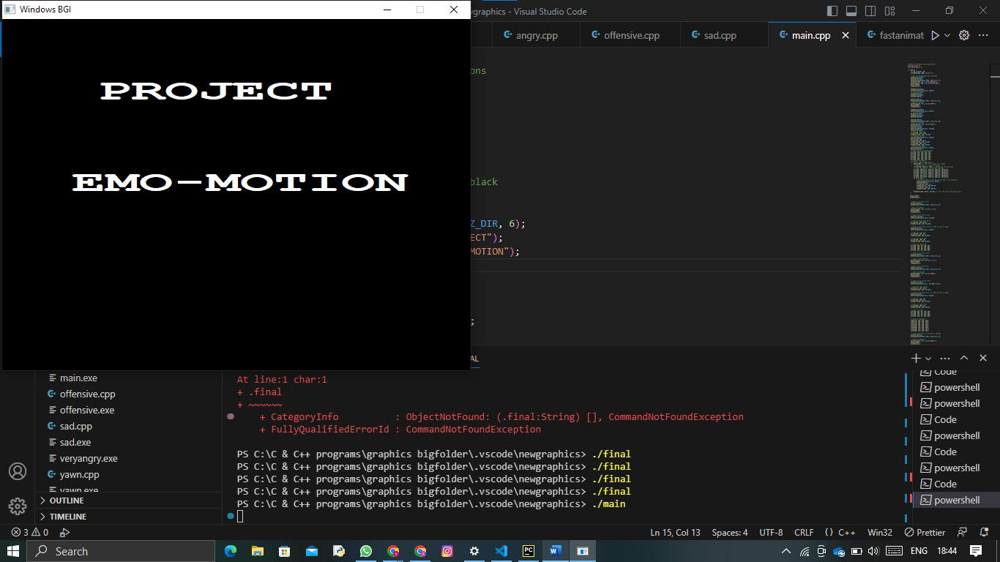 Windows BGI
wgraphics - Visual Studio Code
angry.cpp
offensive.cpp
sad.cpp
main.cpp
fastanimat
PROJECT
EMO-MOTION
ons
black
Z_DIR, 6);
ECT");
MOTION");
;
AL
main.exe
offensive.cpp
offensive.exe
sad.cpp
sad.exe
veryangry.exe
yawn.cpp
yawn.exe
OUTLINE
TIMELINE
At line:1 char:1
+ .final
+ ~~~~~~
+ CategoryInfo : ObjectNotFound: (.final:String) [], CommandNotFoundException
+ FullyQualifiedErrorId : CommandNotFoundException
PS C:\C & C++ programs\graphics bigfolder\.vscode\newgraphics> ./final
PS C:\C & C++ programs\graphics bigfolder\.vscode\newgraphics> ./final
PS C:\C & C++ programs\graphics bigfolder\.vscode\newgraphics> ./final
PS C:\C & C++ programs\graphics bigfolder\.vscode\newgraphics> ./final
PS C:\C & C++ programs\graphics bigfolder\.vscode\newgraphics> ./main
Code
powershell
powershell
Code
powershell
Code
powershell
Code
powershell
3 0
Ln 15, Col 13 Spaces: 4 UTF-8 CRLF {} C++ Win32 Prettier
Search
PC
W
ENG 18:44